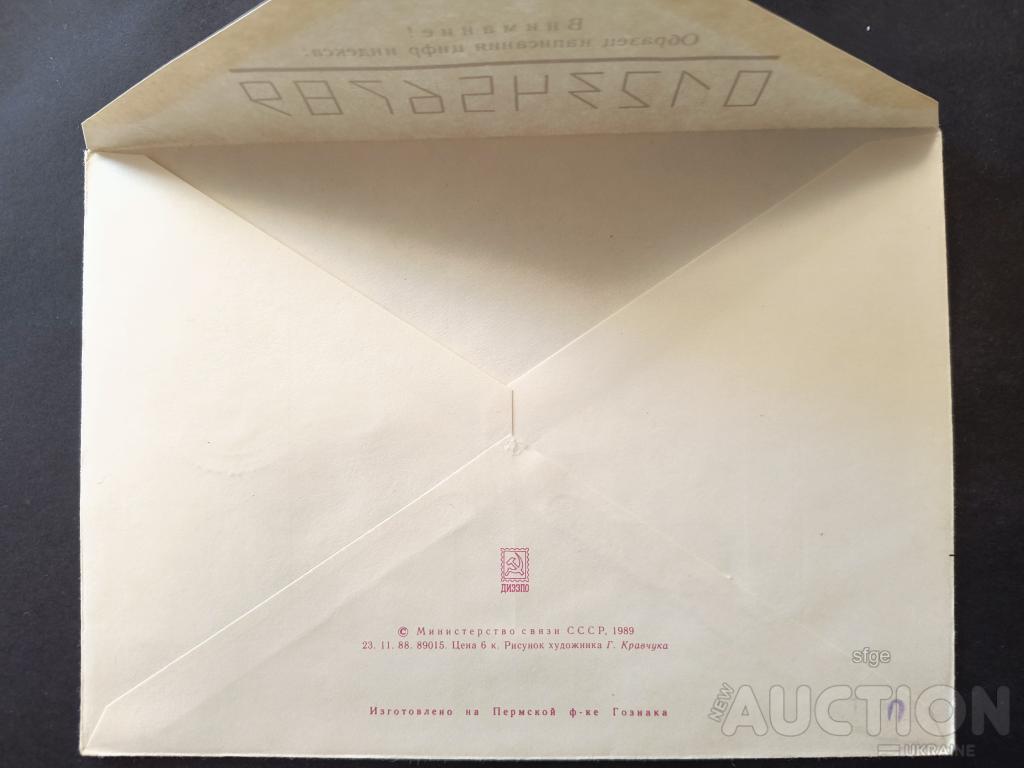 Внимание!
Образец написания цифр индекса:
0123456789
ДИЭЗПО
© Министерство связи СССР, 1989
23. 11. 88. 89015. Цена 6 к. Рисунок художника Г. Кравчука
Изготовлено на Пермской ф-ке Гознака
sfge
NEW AUCTION
UKRAINE